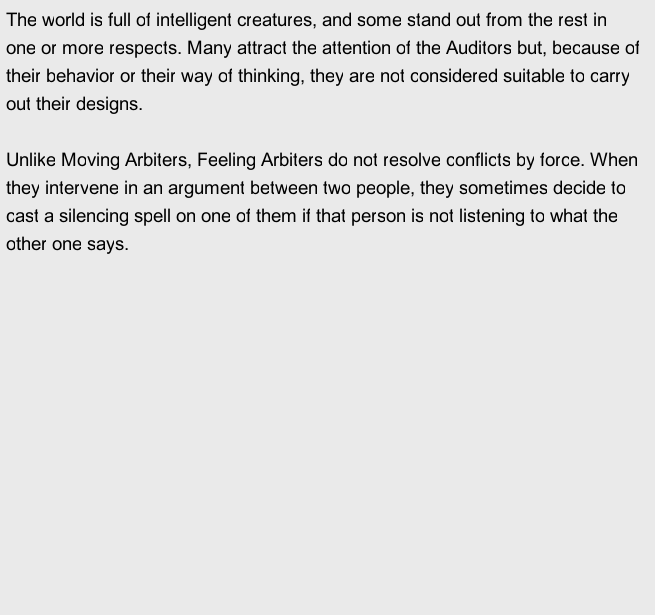 The world is full of intelligent creatures, and some stand out from the rest in
one or more respects. Many attract the attention of the Auditors but, because of
their behavior or their way of thinking, they are not considered suitable to carry
out their designs.

Unlike Moving Arbiters, Feeling Arbiters do not resolve conflicts by force. When
they intervene in an argument between two people, they sometimes decide to
cast a silencing spell on one of them if that person is not listening to what the
other one says.